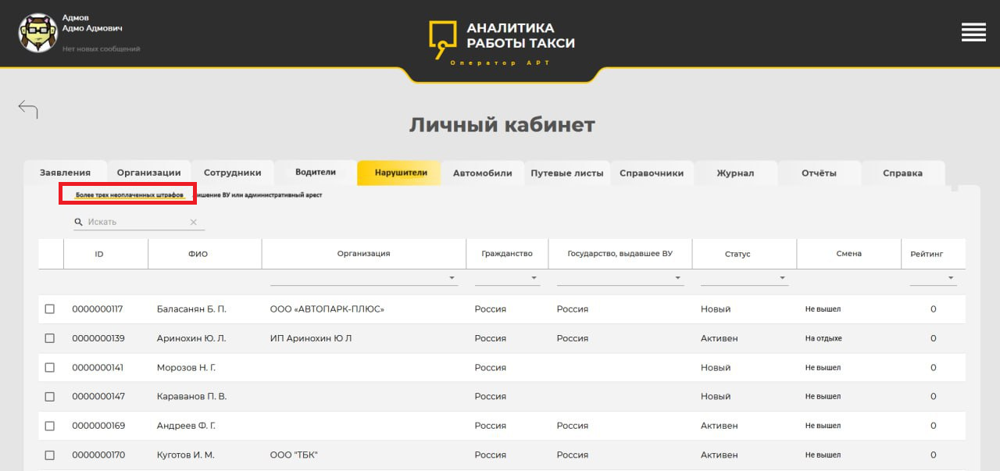 Адмов
Адмо Адмович
Нет новых сообщений
АНАЛИТИКА
РАБОТЫ ТАКСИ
Оператор АРТ
Личный кабинет
Заявления Организации Сотрудники Водители Нарушители Автомобили Путевые листы Справочники Журнал Отчёты Справка
Более трех неоплаченных штрафов ишение ВУ или административный арест
Искать
ID ФИО Организация Гражданство Государство, выдавшее ВУ Статус Смена Рейтинг
0000000117 Баласанян Б. П. ООО «АВТОПАРК-ПЛЮС» Россия Россия Новый Не вышел 0
0000000139 Аринохин Ю. Л. ИП Аринохин Ю Л Россия Россия Активен На отдыхе 0
0000000141 Морозов Н. Г. Россия Новый Не вышел 0
0000000147 Караванов П. В. Россия Новый Не вышел 0
0000000169 Андреев Ф. Г. Россия Россия Активен Не вышел 0
0000000170 Куготов И. М. ООО "ТБК" Россия Россия Активен Не вышел 0